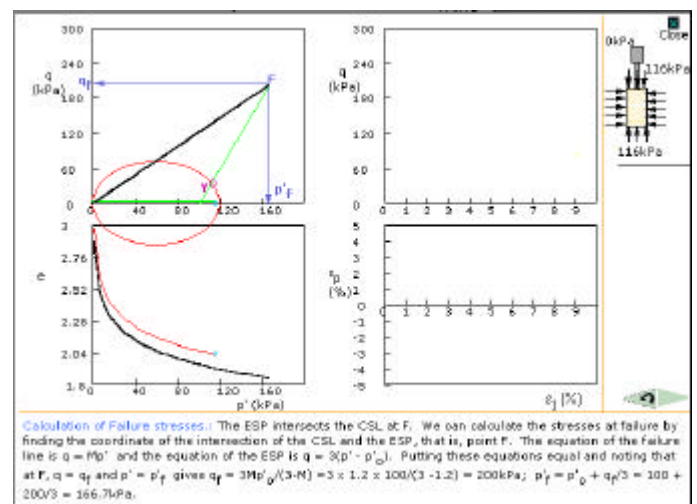 Close
0kPa
116kPa
116kPa
300
240
q
(kPa)
180
120
60
0
qf
F
Y
p'F
0 40 80 120 160
300
240
q
(kPa)
180
120
60
0
0 1 2 3 4 5 6 7 8 9
3
2.76
e
2.52
2.28
2.04
1.8
0 40 80 120 160
p' (kPa)
5
4
3
2
(%)
1
0
-1
-2
-3
-4
-5
0 1 2 3 4 5 6 7 8 9
(%)
Calculation of Failure stresses.: The ESP intersects the CSL at F. We can calculate the stresses at failure by
finding the coordinate of the intersection of the CSL and the ESP, that is, point F. The equation of the failure
line is q = Mp' and the equation of the ESP is q = 3(p' - p'o). Putting these equations equal and noting that
at F, q = qf and p' = p'f gives qf = 3Mp'o/(3-M) = 3 x 1.2 x 100/(3 -1.2) = 200kPa; p'f = p'o + qf/3 = 100 +
200/3 = 166.7kPa.